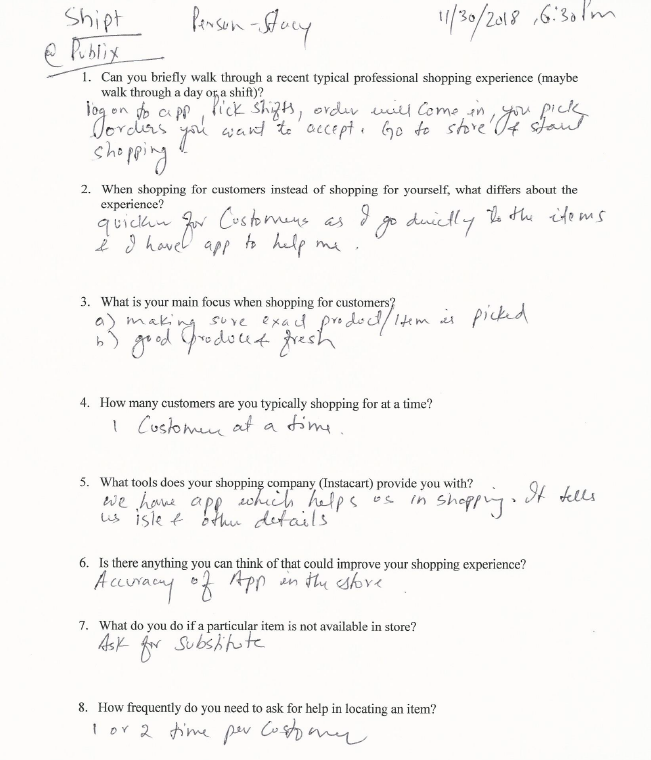 Shipt Person - Stacy 11/30/2018, 6:30pm
@ Publix
1. Can you briefly walk through a recent typical professional shopping experience (maybe
walk through a day or a shift)?
log on to app, Pick shifts, order will come in, you pick
orders you want to accept. Go to store & start
shopping
2. When shopping for customers instead of shopping for yourself, what differs about the
experience?
quicker for Customers as I go directly to the items
& I have app to help me.
3. What is your main focus when shopping for customers?
a) making sure exact product/item is picked
b) good produce & fresh
4. How many customers are you typically shopping for at a time?
1 Customer at a time.
5. What tools does your shopping company (Instacart) provide you with?
we have app which helps us in shopping. It tells
us isle & other details
6. Is there anything you can think of that could improve your shopping experience?
Accuracy of App in the store
7. What do you do if a particular item is not available in store?
Ask for substitute
8. How frequently do you need to ask for help in locating an item?
1 or 2 time per Customer